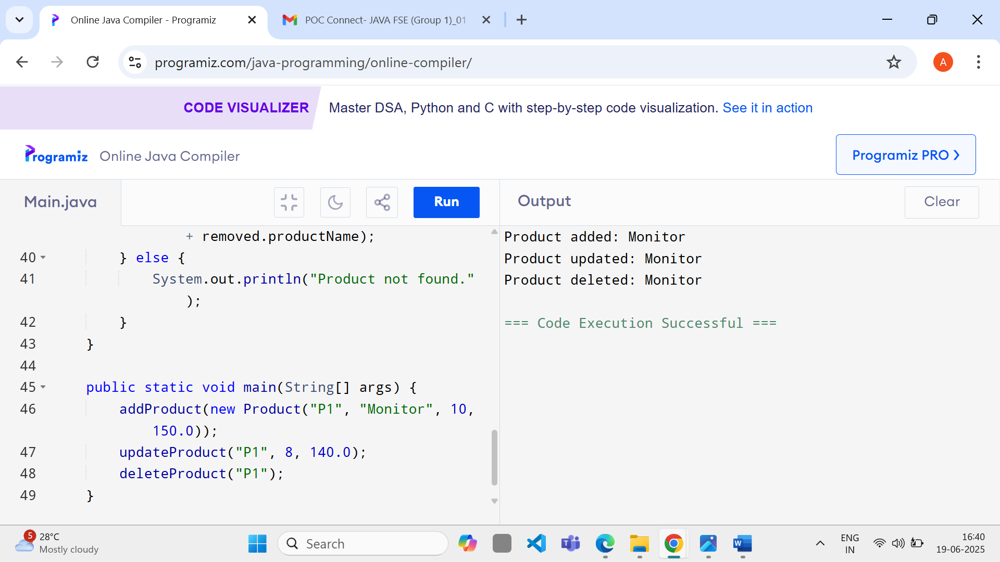 Online Java Compiler - Programiz
POC Connect- JAVA FSE (Group 1)_01
programiz.com/java-programming/online-compiler/
A
CODE VISUALIZER
Master DSA, Python and C with step-by-step code visualization. See it in action
Programiz
Online Java Compiler
Programiz PRO
Main.java
Run
Output
Clear
+ removed.productName);
40 } else {
41 System.out.println("Product not found."
);
42 }
43 }
44
45 public static void main(String[] args) {
46 addProduct(new Product("P1", "Monitor", 10,
150.0));
47 updateProduct("P1", 8, 140.0);
48 deleteProduct("P1");
49 }
Product added: Monitor
Product updated: Monitor
Product deleted: Monitor
=== Code Execution Successful ===
5
28°C
Mostly cloudy
Search
T
W
ENG
IN
16:40
19-06-2025